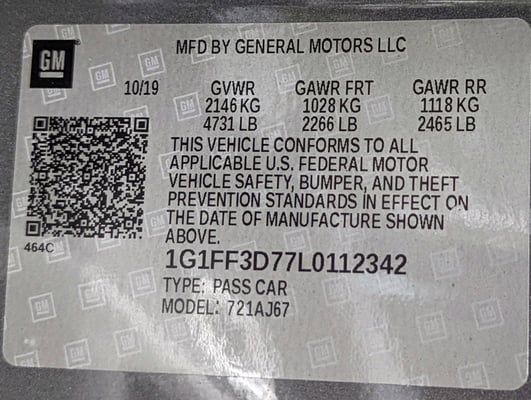 MFD BY GENERAL MOTORS LLC
GM
10/19 GVWR GAWR FRT GAWR RR
2146 KG 1028 KG 1118 KG
4731 LB 2266 LB 2465 LB
THIS VEHICLE CONFORMS TO ALL
APPLICABLE U.S. FEDERAL MOTOR
VEHICLE SAFETY, BUMPER, AND THEFT
PREVENTION STANDARDS IN EFFECT ON
THE DATE OF MANUFACTURE SHOWN
ABOVE.
464C
1G1FF3D77L0112342
TYPE: PASS CAR
MODEL: 721AJ67